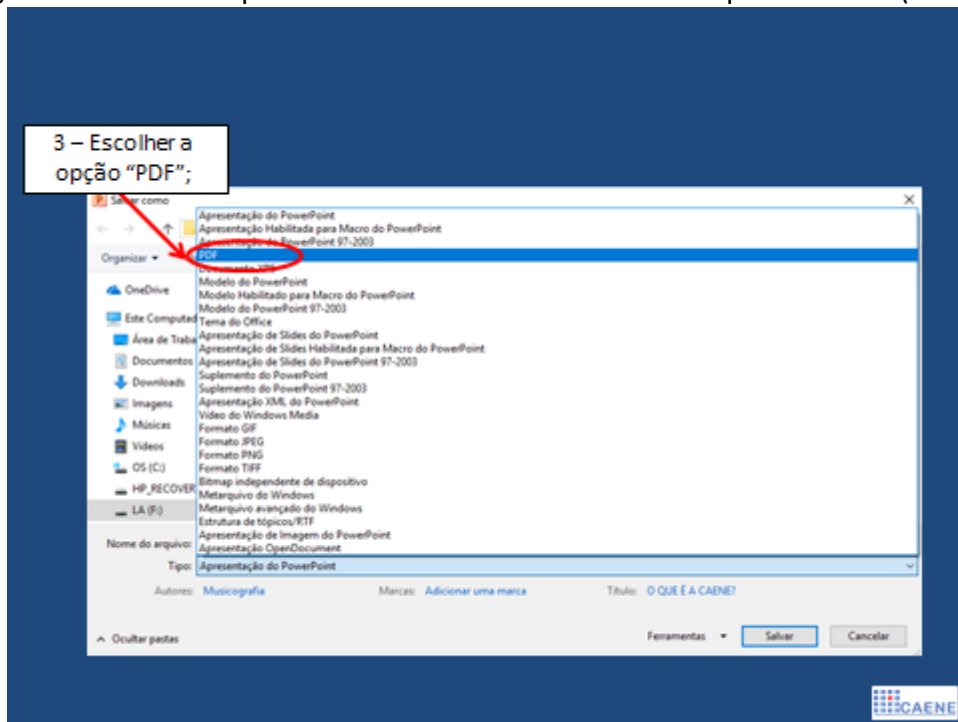 3 – Escolher a
opção “PDF”;
Salvar como
Apresentação do PowerPoint
Apresentação Habilitada para Macro do PowerPoint
Apresentação do PowerPoint 97-2003
Organizar
PDF
Documento XPS
Modelo do PowerPoint
OneDrive
Modelo Habilitado para Macro do PowerPoint
Modelo do PowerPoint 97-2003
Este Computad
Tema do Office
Área de Traba
Apresentação de Slides do PowerPoint
Apresentação de Slides Habilitada para Macro do PowerPoint
Documentos
Apresentação de Slides do PowerPoint 97-2003
Suplemento do PowerPoint
Downloads
Suplemento do PowerPoint 97-2003
Imagens
Apresentação XML do PowerPoint
Vídeo do Windows Media
Músicas
Formato GIF
Formato JPEG
Vídeos
Formato PNG
OS (C:)
Formato TIFF
Bitmap independente de dispositivo
HP_RECOVER
Metarquivo do Windows
LA (F:)
Metarquivo avançado do Windows
Estrutura de tópicos/RTF
Apresentação de Imagem do PowerPoint
Nome do arquivo:
Apresentação OpenDocument
Tipo: Apresentação do PowerPoint
Autores: Musicografia Marcas: Adicionar uma marca Título: O QUE É A CAENE?
Ocultar pastas Ferramentas Salvar Cancelar
CAENE